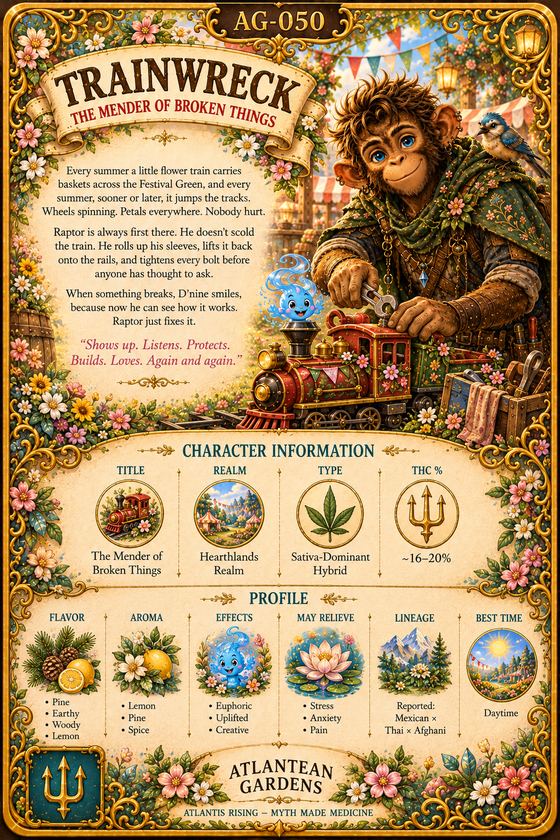 AG-050
TRAINWRECK
THE MENDER OF BROKEN THINGS
Every summer a little flower train carries
baskets across the Festival Green, and every
summer, sooner or later, it jumps the tracks.
Wheels spinning. Petals everywhere. Nobody hurt.
Raptor is always first there. He doesn't scold
the train. He rolls up his sleeves, lifts it back
onto the rails, and tightens every bolt before
anyone has thought to ask.
When something breaks, D'nine smiles,
because now he can see how it works.
Raptor just fixes it.
"Shows up. Listens. Protects.
Builds. Loves. Again and again."
CHARACTER INFORMATION
TITLE
The Mender of
Broken Things
REALM
Hearthlands
Realm
TYPE
Sativa-Dominant
Hybrid
THC %
~16–20%
PROFILE
FLAVOR
• Pine
• Earthy
• Woody
• Lemon
AROMA
• Lemon
• Pine
• Spice
EFFECTS
• Euphoric
• Uplifted
• Creative
MAY RELIEVE
• Stress
• Anxiety
• Pain
LINEAGE
Reported:
Mexican ×
Thai × Afghani
BEST TIME
Daytime
ATLANTEAN
GARDENS
ATLANTIS RISING – MYTH MADE MEDICINE